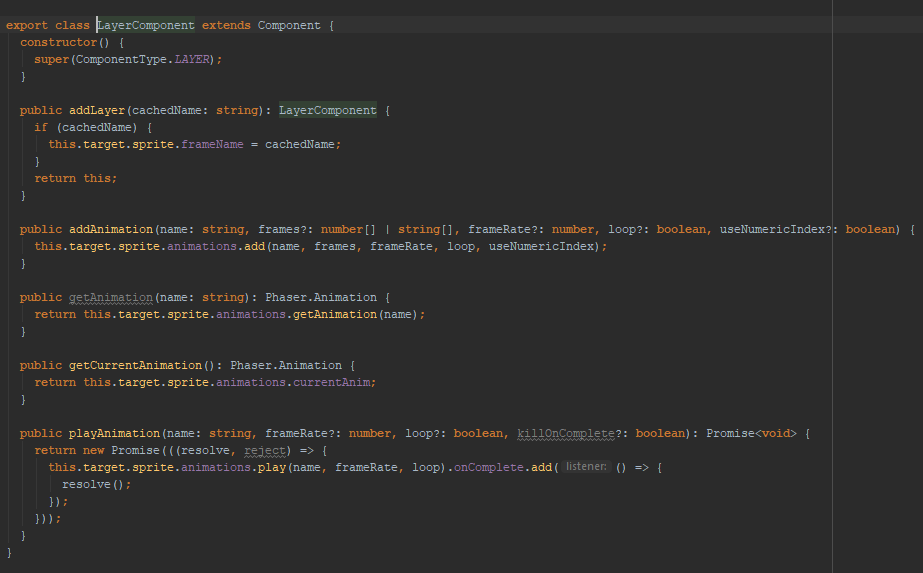 export class LayerComponent extends Component {
constructor() {
super(ComponentType.LAYER);
}
public addLayer(cachedName: string): LayerComponent {
if (cachedName) {
this.target.sprite.frameName = cachedName;
}
return this;
}
public addAnimation(name: string, frames?: number[] | string[], frameRate?: number, loop?: boolean, useNumericIndex?: boolean) {
this.target.sprite.animations.add(name, frames, frameRate, loop, useNumericIndex);
}
public getAnimation(name: string): Phaser.Animation {
return this.target.sprite.animations.getAnimation(name);
}
public getCurrentAnimation(): Phaser.Animation {
return this.target.sprite.animations.currentAnim;
}
public playAnimation(name: string, frameRate?: number, loop?: boolean, killOnComplete?: boolean): Promise<void> {
return new Promise(((resolve, reject) => {
this.target.sprite.animations.play(name, frameRate, loop).onComplete.add( listener: () => {
resolve();
});
}));
}
}